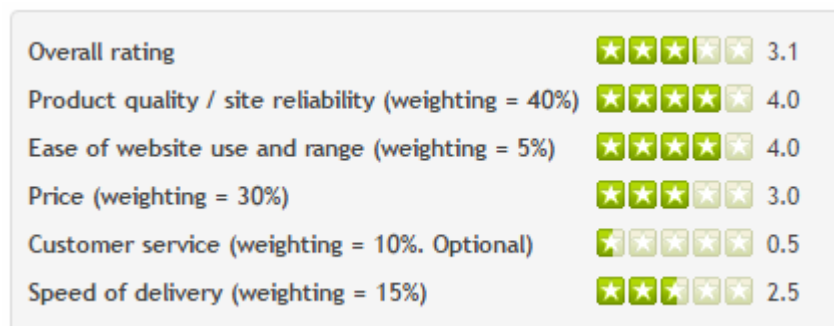 Overall rating 3.1
Product quality / site reliability (weighting = 40%) 4.0
Ease of website use and range (weighting = 5%) 4.0
Price (weighting = 30%) 3.0
Customer service (weighting = 10%. Optional) 0.5
Speed of delivery (weighting = 15%) 2.5